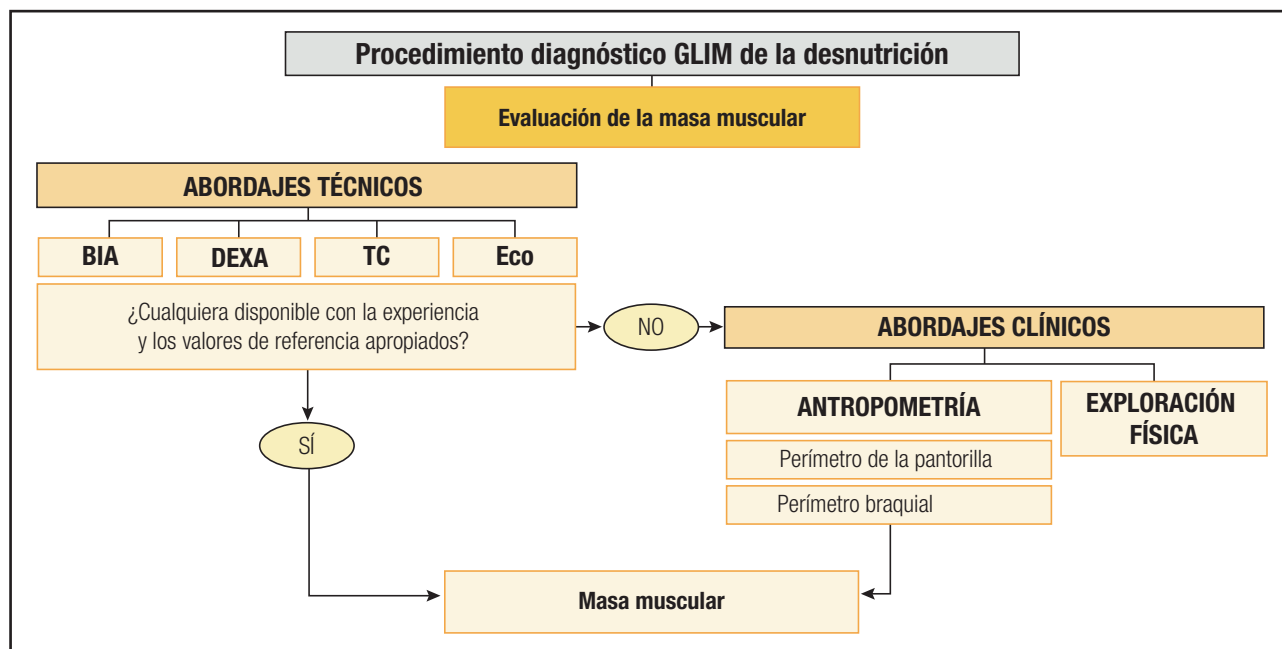 Procedimiento diagnóstico GLIM de la desnutrición
Evaluación de la masa muscular
ABORDAJES TÉCNICOS
BIA
DEXA
TC
Eco
¿Cualquiera disponible con la experiencia
y los valores de referencia apropiados?
NO
ABORDAJES CLÍNICOS
ANTROPOMETRÍA
EXPLORACIÓN
FÍSICA
SÍ
Perímetro de la pantorilla
Perímetro braquial
Masa muscular